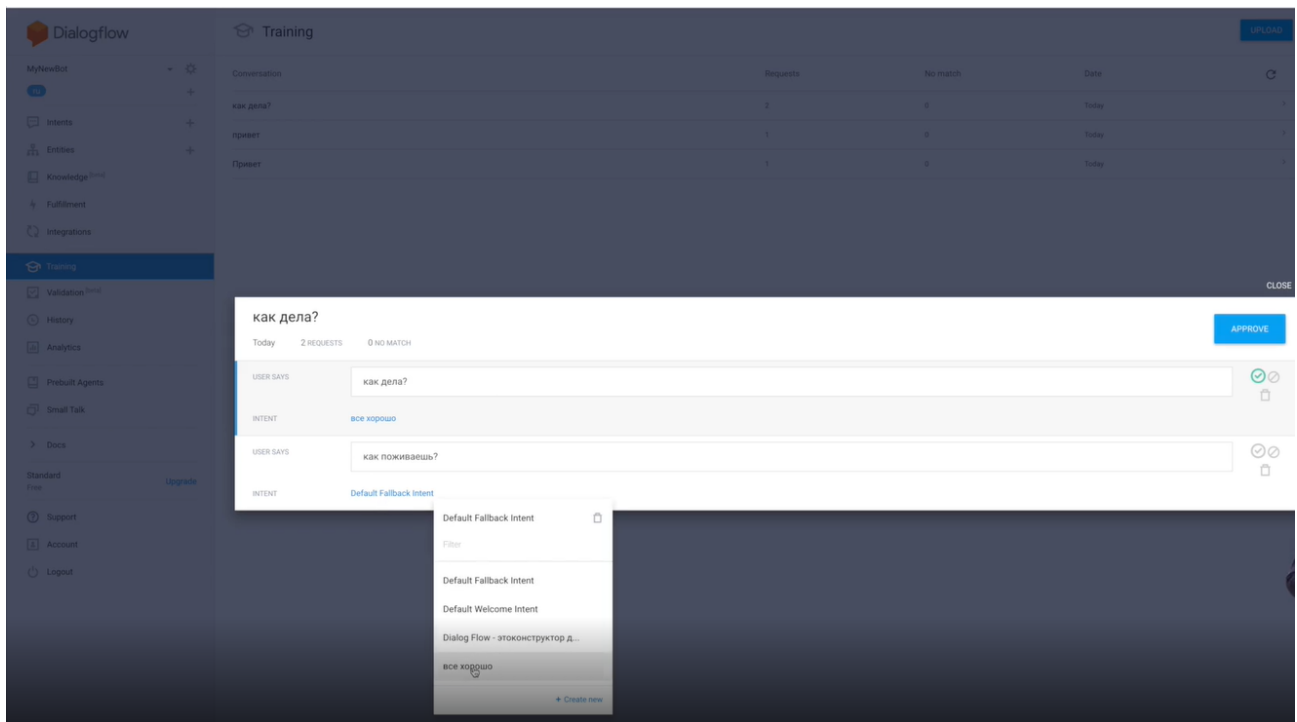 Dialogflow
Training
UPLOAD
MyNewBot
ru
Conversation Requests No match Date
как дела? 2 0 Today
привет 1 0 Today
Привет 1 0 Today
Intents
Entities
Knowledge [beta]
Fulfillment
Integrations
Training
Validation [beta]
History
Analytics
Prebuilt Agents
Small Talk
Docs
Standard
Free
Upgrade
Support
Account
Logout
CLOSE
как дела?
APPROVE
Today 2 REQUESTS 0 NO MATCH
USER SAYS как дела?
INTENT все хорошо
USER SAYS как поживаешь?
INTENT Default Fallback Intent
Default Fallback Intent
Filter
Default Fallback Intent
Default Welcome Intent
Dialog Flow - этоконструктор д...
все хорошо
+ Create new